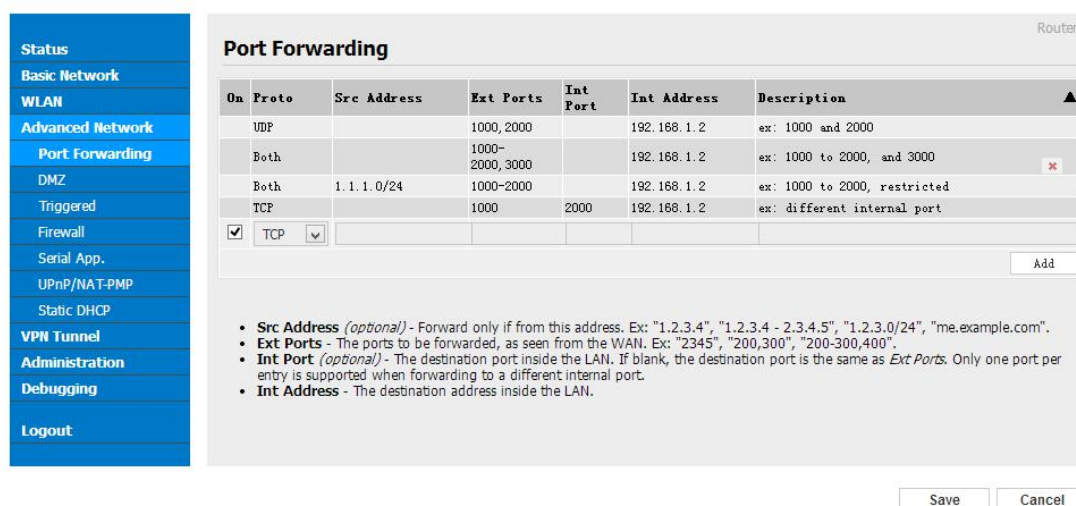 Router
Status
Basic Network
WLAN
Advanced Network
Port Forwarding
DMZ
Triggered
Firewall
Serial App.
UPnP/NAT-PMP
Static DHCP
VPN Tunnel
Administration
Debugging
Logout
Port Forwarding
On Proto Src Address Ext Ports Int Port Int Address Description
UDP 1000,2000 192.168.1.2 ex: 1000 and 2000
Both 1000-2000,3000 192.168.1.2 ex: 1000 to 2000, and 3000
Both 1.1.1.0/24 1000-2000 192.168.1.2 ex: 1000 to 2000, restricted
TCP 1000 2000 192.168.1.2 ex: different internal port
TCP
Add
• Src Address (optional) - Forward only if from this address. Ex: "1.2.3.4", "1.2.3.4 - 2.3.4.5", "1.2.3.0/24", "me.example.com".
• Ext Ports - The ports to be forwarded, as seen from the WAN. Ex: "2345", "200,300", "200-300,400".
• Int Port (optional) - The destination port inside the LAN. If blank, the destination port is the same as Ext Ports. Only one port per
entry is supported when forwarding to a different internal port.
• Int Address - The destination address inside the LAN.
Save Cancel